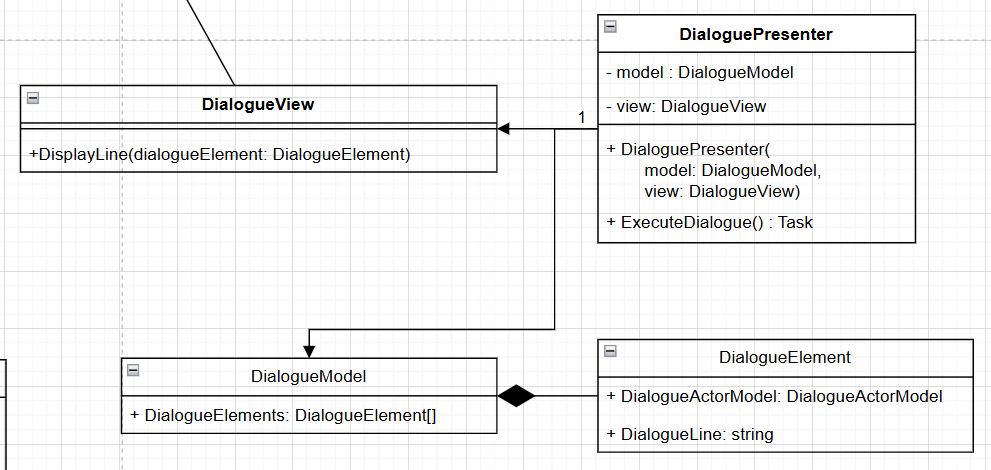 DialoguePresenter
- model : DialogueModel
- view: DialogueView
+ DialoguePresenter(
model: DialogueModel,
view: DialogueView)
+ ExecuteDialogue() : Task
1
DialogueView
+DisplayLine(dialogueElement: DialogueElement)
DialogueModel
+ DialogueElements: DialogueElement[]
DialogueElement
+ DialogueActorModel: DialogueActorModel
+ DialogueLine: string